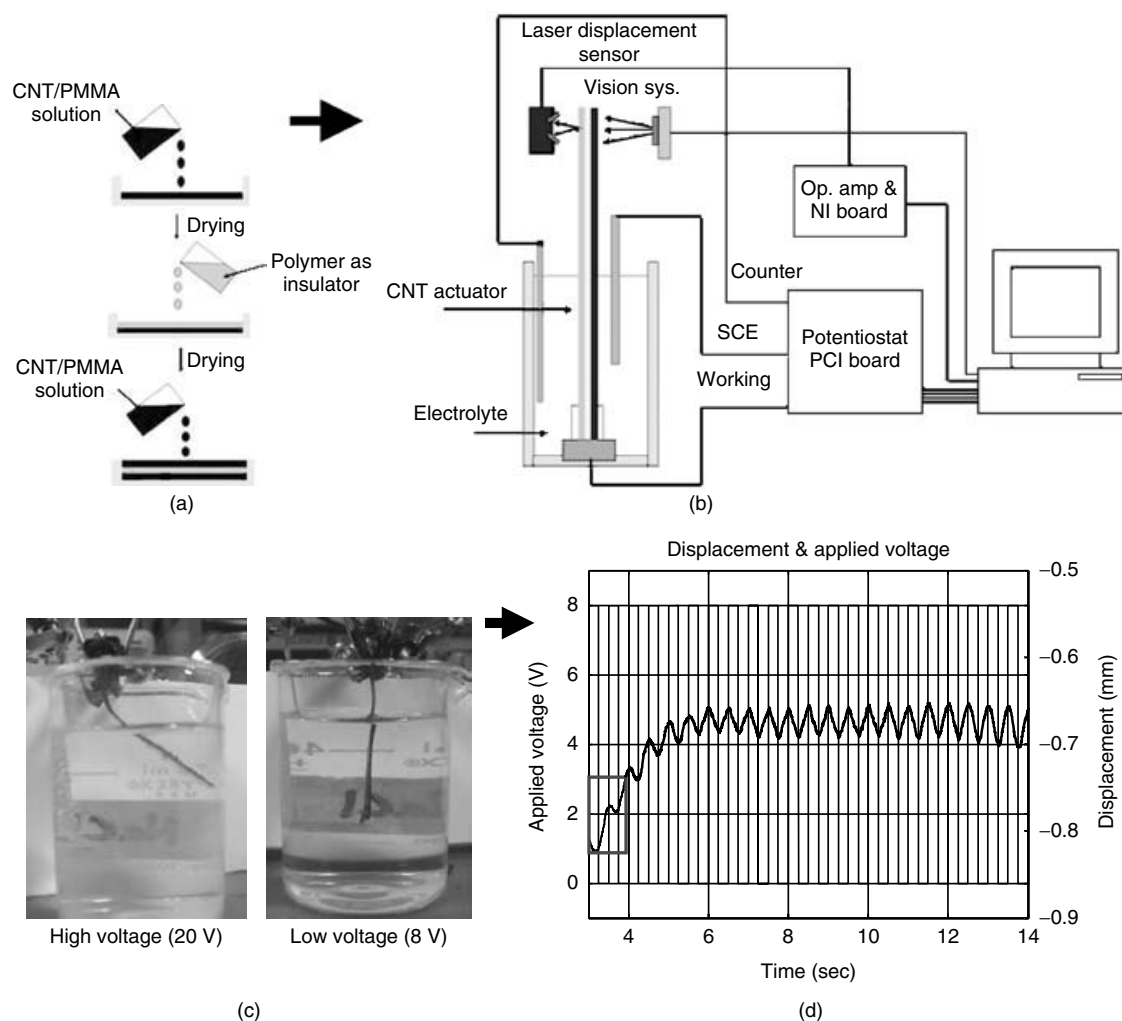 CNT/PMMA
solution
Drying
Polymer as
insulator
Drying
CNT/PMMA
solution
(a)
Laser displacement
sensor
Vision sys.
Op. amp &
NI board
Counter
CNT actuator
SCE
Potentiostat
PCI board
Working
Electrolyte
(b)
High voltage (20 V)
Low voltage (8 V)
(c)
Displacement & applied voltage
Applied voltage (V)
8
6
4
2
0
−0.5
−0.6
−0.7
−0.8
−0.9
Displacement (mm)
4 6 8 10 12 14
Time (sec)
(d)